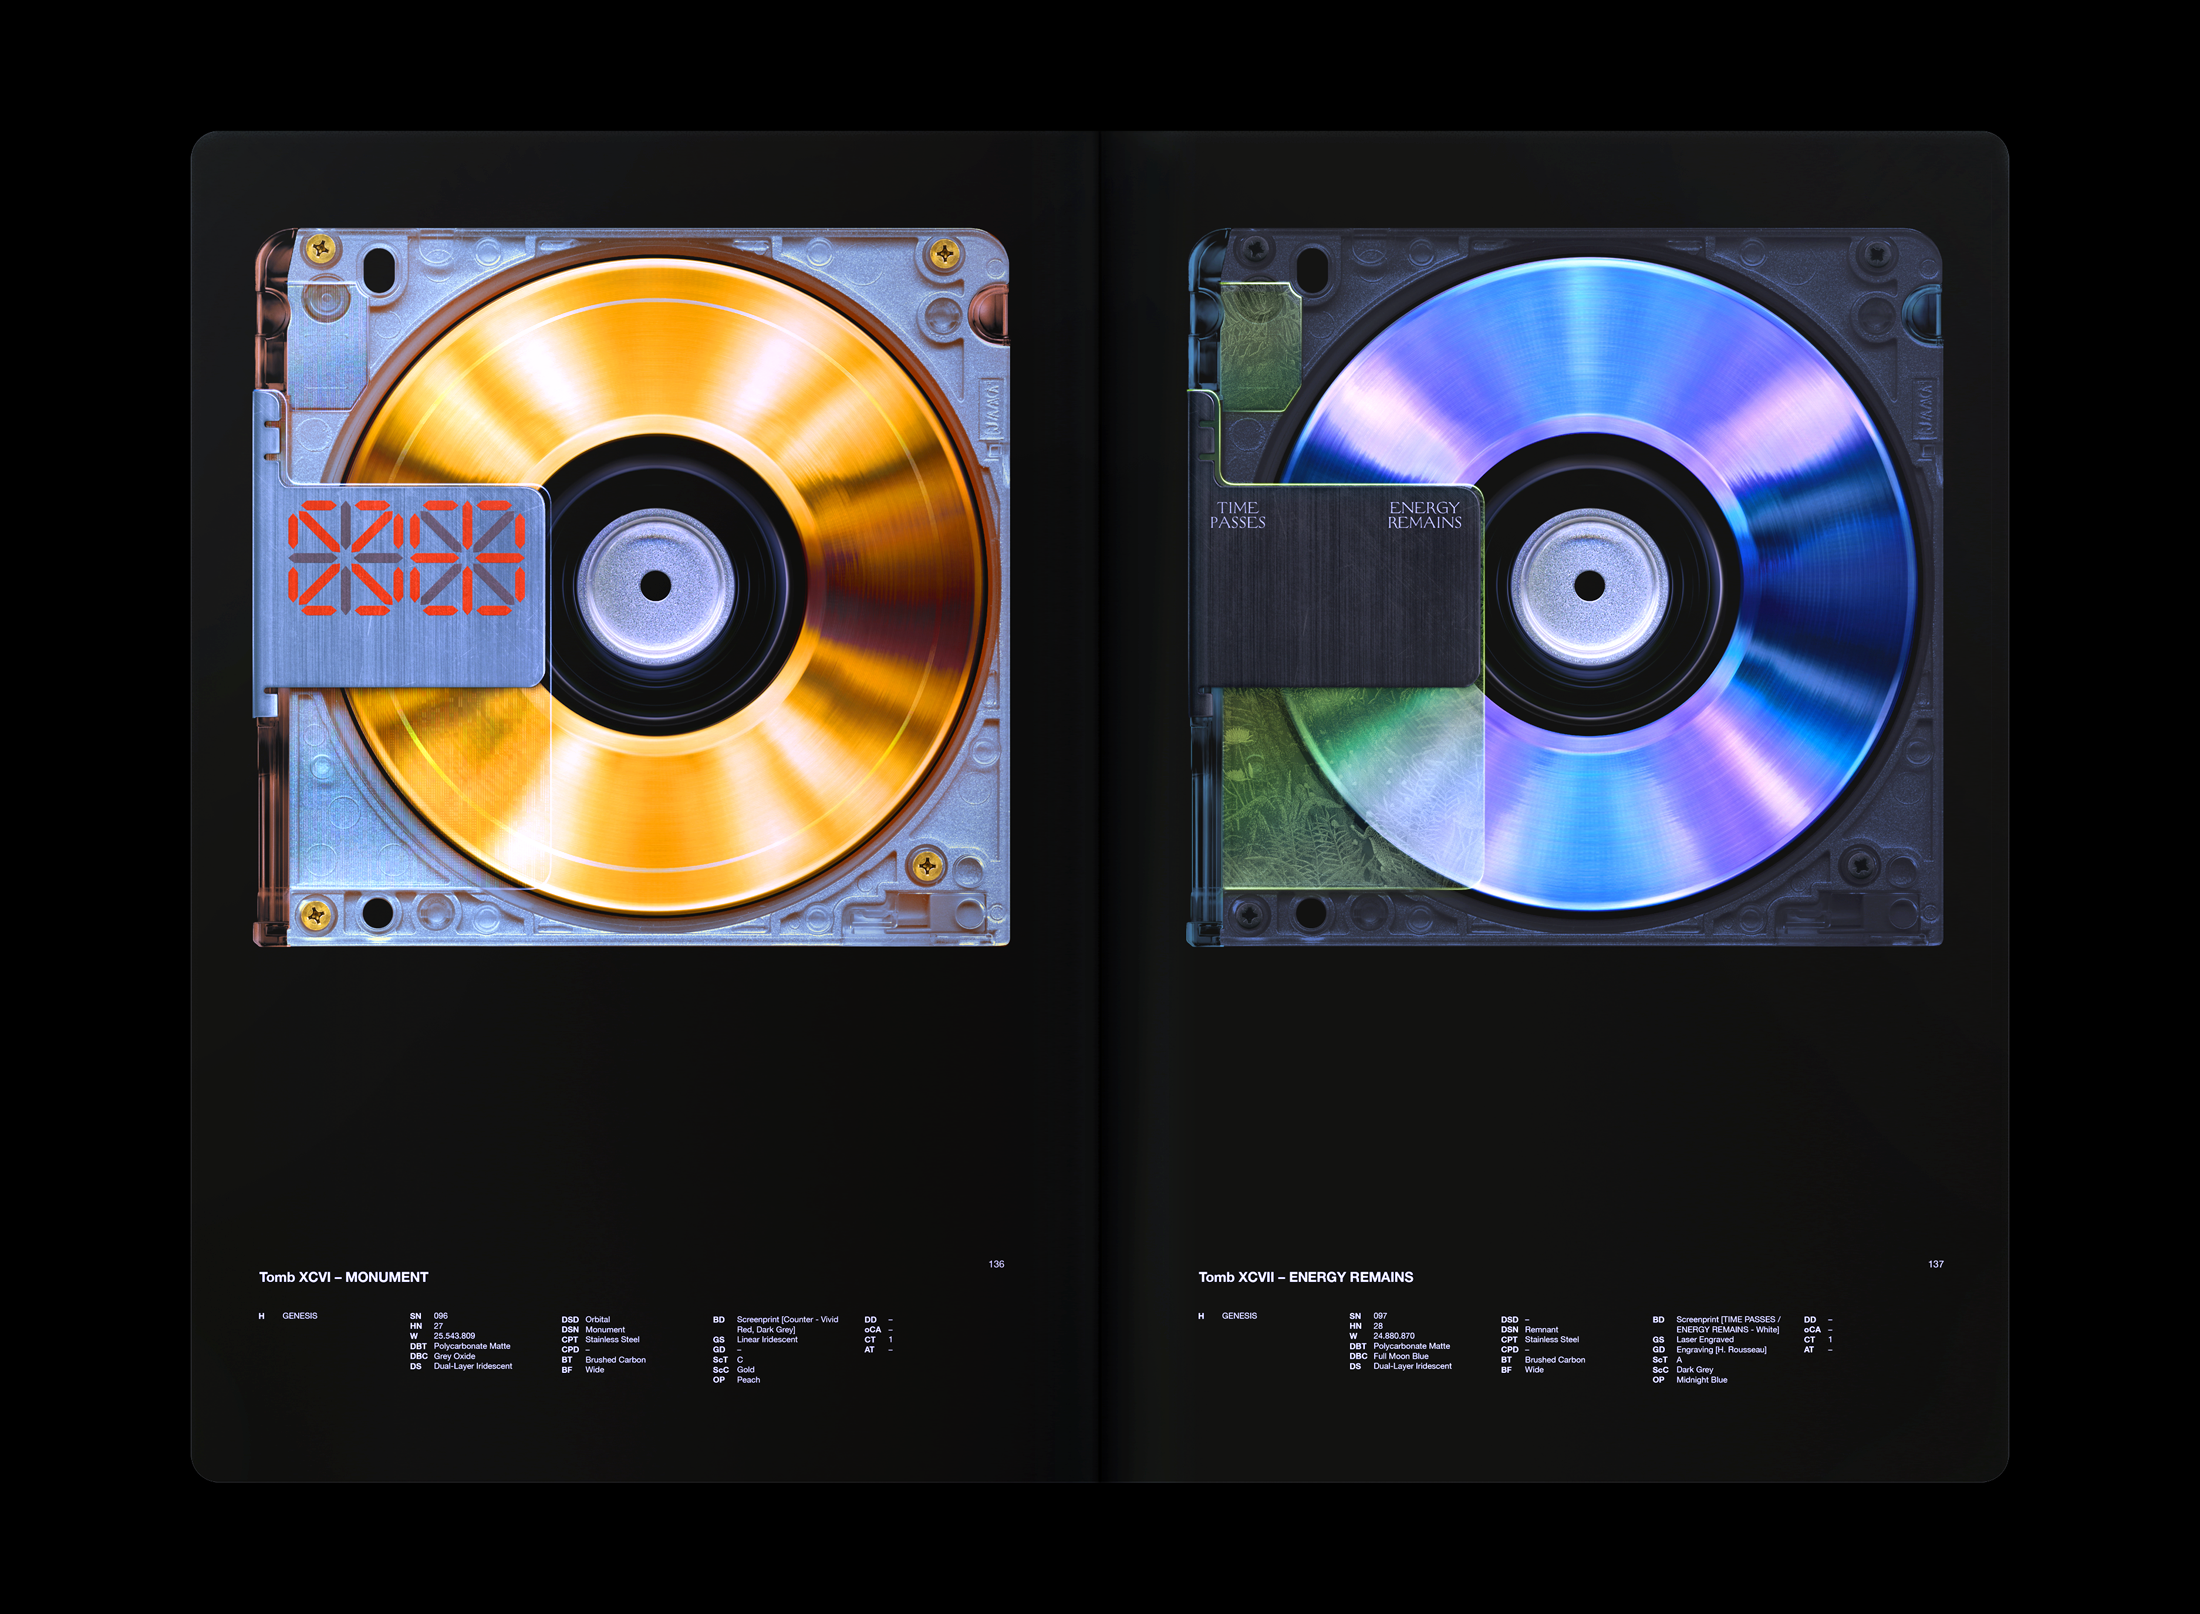 TIME
PASSES
ENERGY
REMAINS
136
Tomb XCVI – MONUMENT
H GENESIS
SN 096
HN 27
W 25.543.809
DBT Polycarbonate Matte
DBC Grey Oxide
DS Dual-Layer Iridescent
DSD Orbital
DSN Monument
CPT Stainless Steel
CPD –
BT Brushed Carbon
BF Wide
BD Screenprint [Counter - Vivid
Red, Dark Grey]
GS Linear Iridescent
GD –
ScT C
ScC Gold
OP Peach
DD –
oCA –
CT 1
AT –
137
Tomb XCVII – ENERGY REMAINS
H GENESIS
SN 097
HN 28
W 24.880.870
DBT Polycarbonate Matte
DBC Full Moon Blue
DS Dual-Layer Iridescent
DSD –
DSN Remnant
CPT Stainless Steel
CPD –
BT Brushed Carbon
BF Wide
BD Screenprint [TIME PASSES /
ENERGY REMAINS - White]
GS Laser Engraved
GD Engraving [H. Rousseau]
ScT A
ScC Dark Grey
OP Midnight Blue
DD –
oCA –
CT 1
AT –